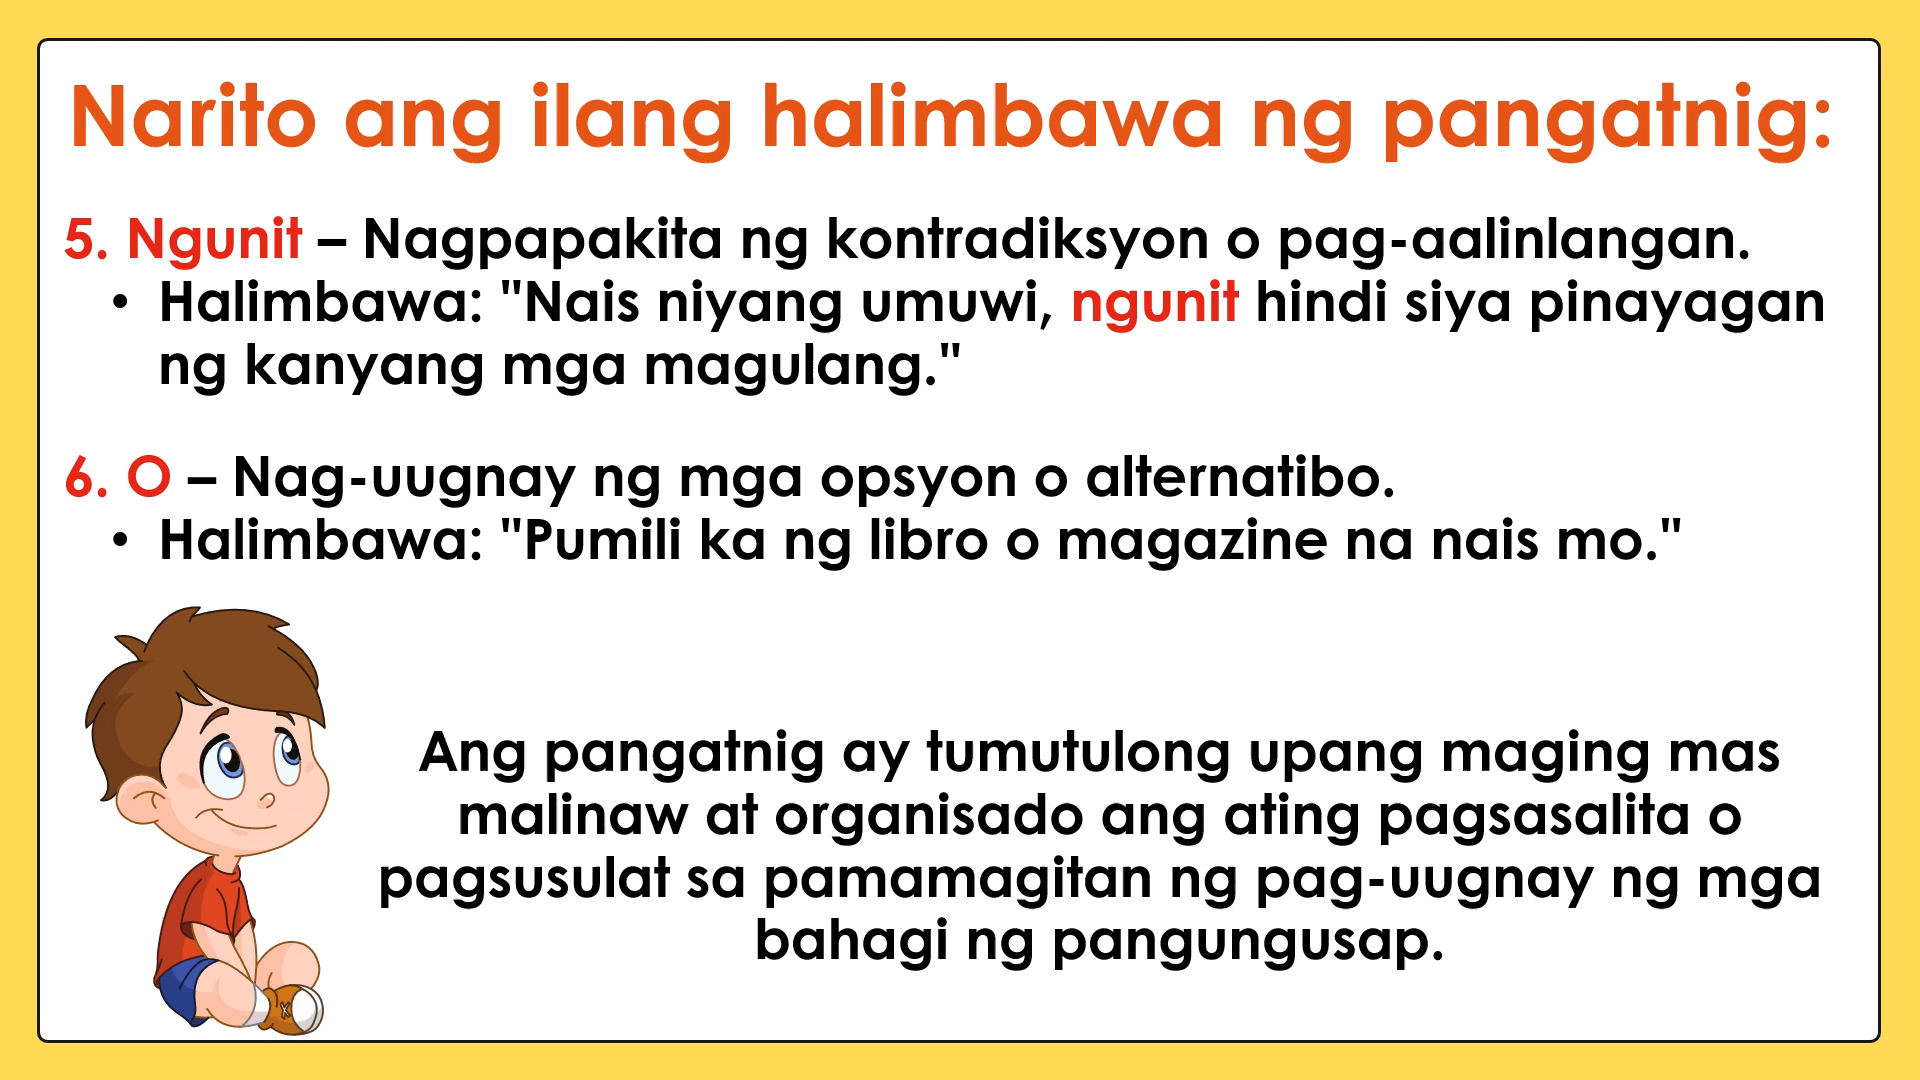 Narito ang ilang halimbawa ng pangatnig:
5. Ngunit – Nagpapakita ng kontradiksyon o pag-aalinlangan.
• Halimbawa: "Nais niyang umuwi, ngunit hindi siya pinayagan
ng kanyang mga magulang."
6. O – Nag-uugnay ng mga opsyon o alternatibo.
• Halimbawa: "Pumili ka ng libro o magazine na nais mo."
Ang pangatnig ay tumutulong upang maging mas
malinaw at organisado ang ating pagsasalita o
pagsusulat sa pamamagitan ng pag-uugnay ng mga
bahagi ng pangungusap.